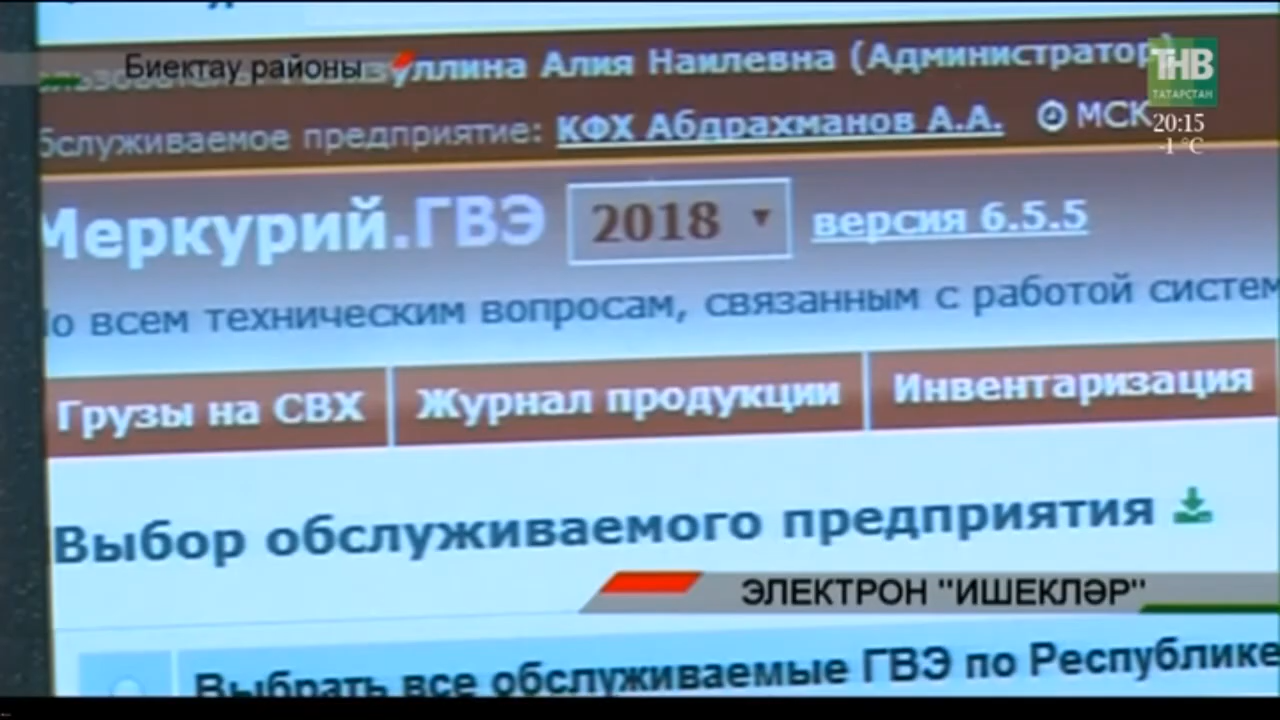 Биектау районы
уллина Алия Наилевна (Администратор)
ТНВ
ТАТАРСТАН
бслуживаемое предприятие: КФХ Абдрахманов А.А. МСК
20:15
-1 °C
Меркурий.ГВЭ 2018 версия 6.5.5
о всем техническим вопросам, связанным с работой систем
Грузы на СВХ Журнал продукции Инвентаризация
Выбор обслуживаемого предприятия
ЭЛЕКТРОН "ИШЕКЛӘР"
Выбрать все обслуживаемые ГВЭ по Республике